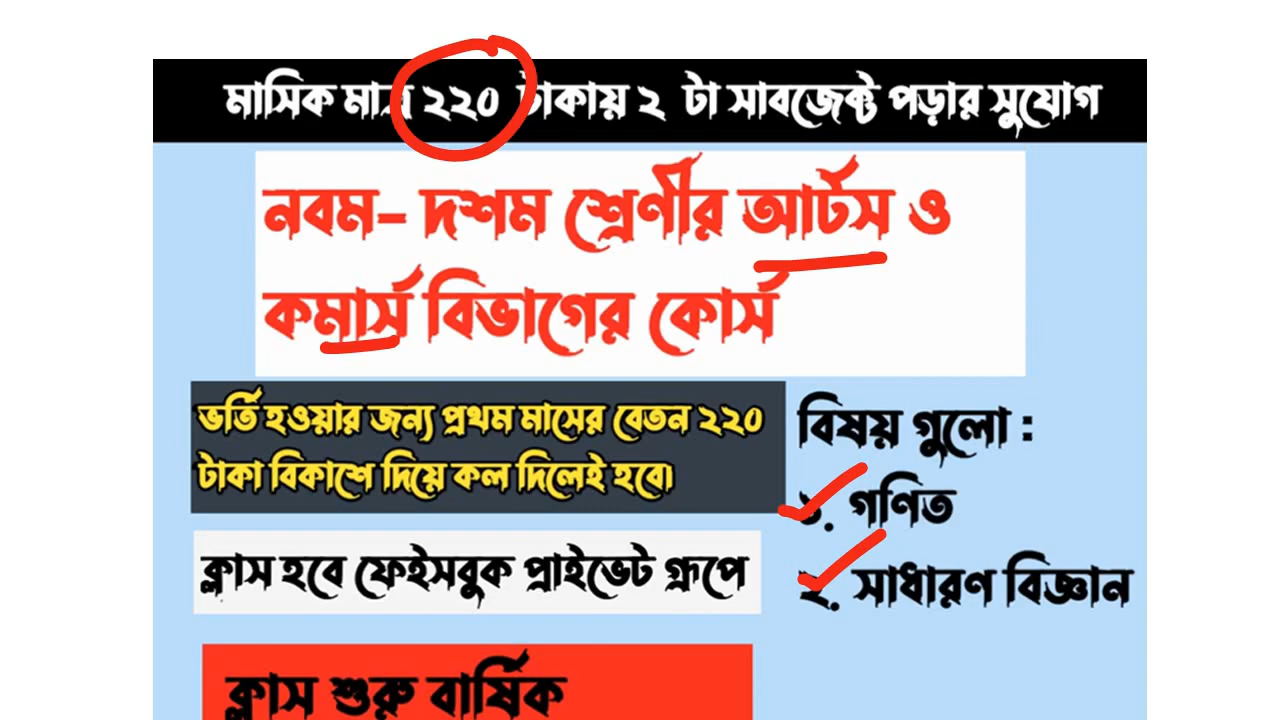 মাসিক মাত্র ২২০ টাকায় ২ টা সাবজেক্ট পড়ার সুযোগ
নবম- দশম শ্রেণীর আর্টস ও
কমার্স বিভাগের কোর্স
ভর্তি হওয়ার জন্য প্রথম মাসের বেতন ২২০
টাকা বিকাশে দিয়ে কল দিলেই হবে।
বিষয় গুলো :
১. গণিত
২. সাধারণ বিজ্ঞান
ক্লাস হবে ফেইসবুক প্রাইভেট গ্রূপে
ক্লাস শুরু বার্ষিক